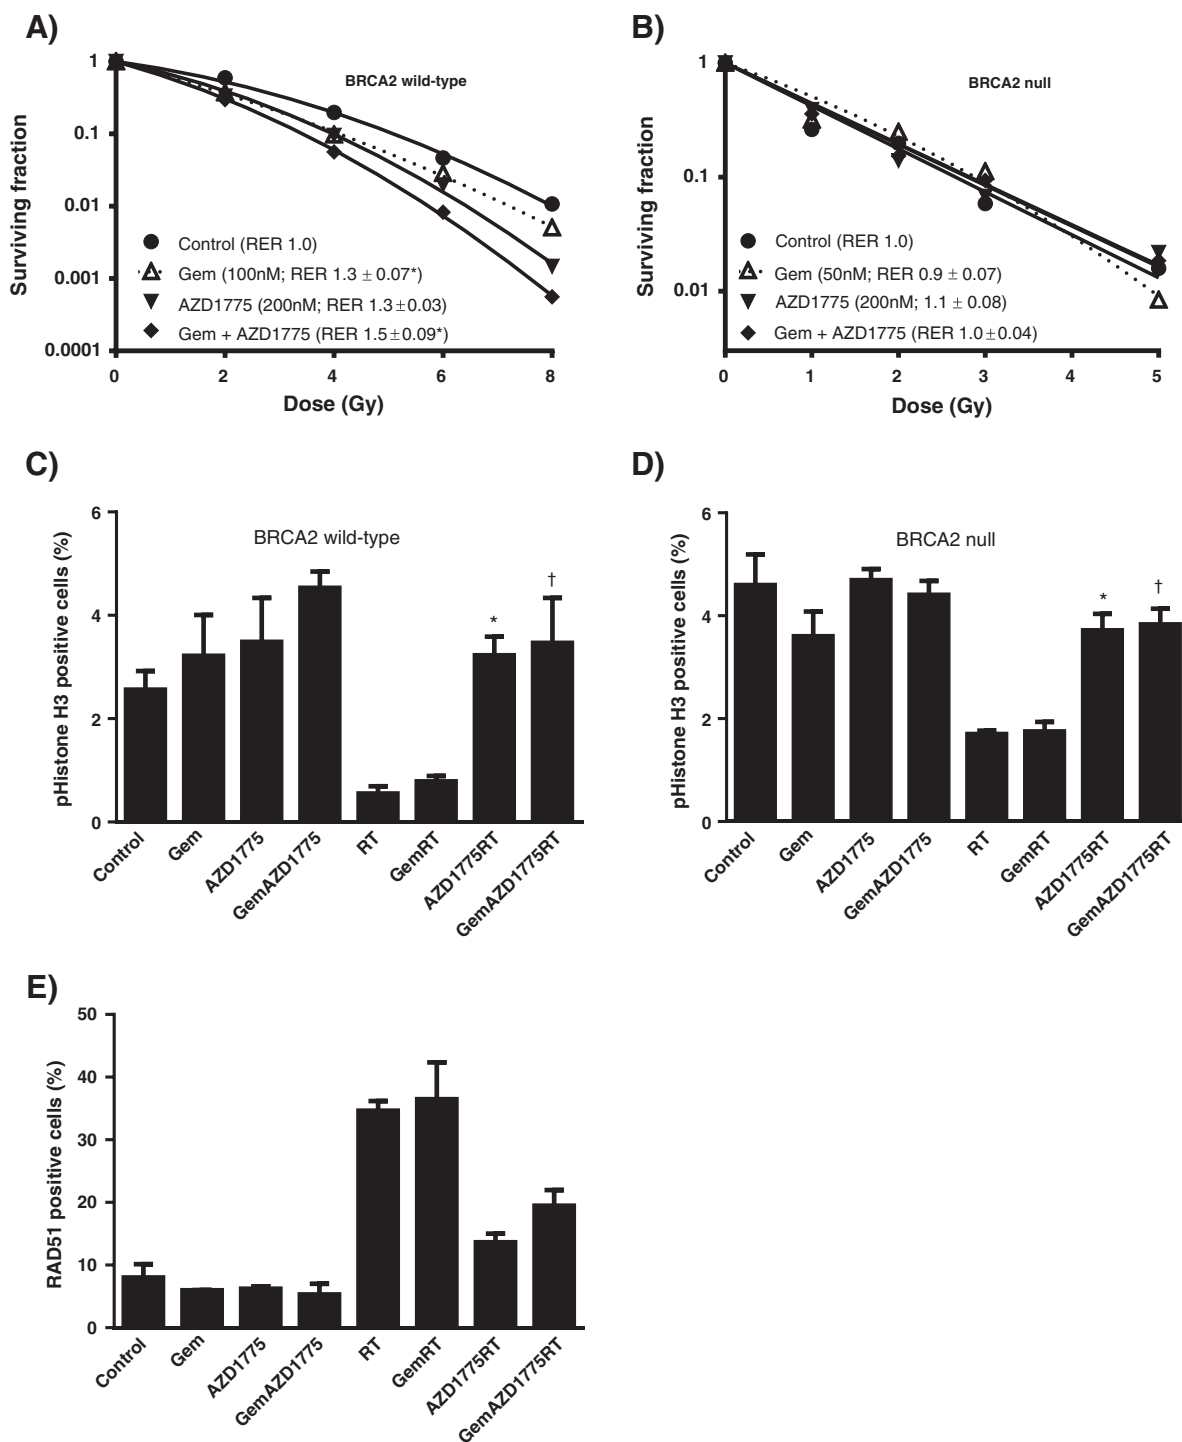 A)
BRCA2 wild-type
Surviving fraction
1
0.1
0.01
0.001
0.0001
Control (RER 1.0)
Gem (100nM; RER 1.3 ± 0.07*)
AZD1775 (200nM; RER 1.3±0.03)
Gem + AZD1775 (RER 1.5±0.09*)
0 2 4 6 8
Dose (Gy)
B)
BRCA2 null
Surviving fraction
1
0.1
0.01
Control (RER 1.0)
Gem (50nM; RER 0.9 ± 0.07)
AZD1775 (200nM; 1.1 ± 0.08)
Gem + AZD1775 (RER 1.0±0.04)
0 1 2 3 4 5
Dose (Gy)
C)
BRCA2 wild-type
pHistone H3 positive cells (%)
6
4
2
0
*
†
Control
Gem
AZD1775
GemAZD1775
RT
GemRT
AZD1775RT
GemAZD1775RT
D)
BRCA2 null
pHistone H3 positive cells (%)
6
4
2
0
*
†
Control
Gem
AZD1775
GemAZD1775
RT
GemRT
AZD1775RT
GemAZD1775RT
E)
RAD51 positive cells (%)
50
40
30
20
10
0
Control
Gem
AZD1775
GemAZD1775
RT
GemRT
AZD1775RT
GemAZD1775RT